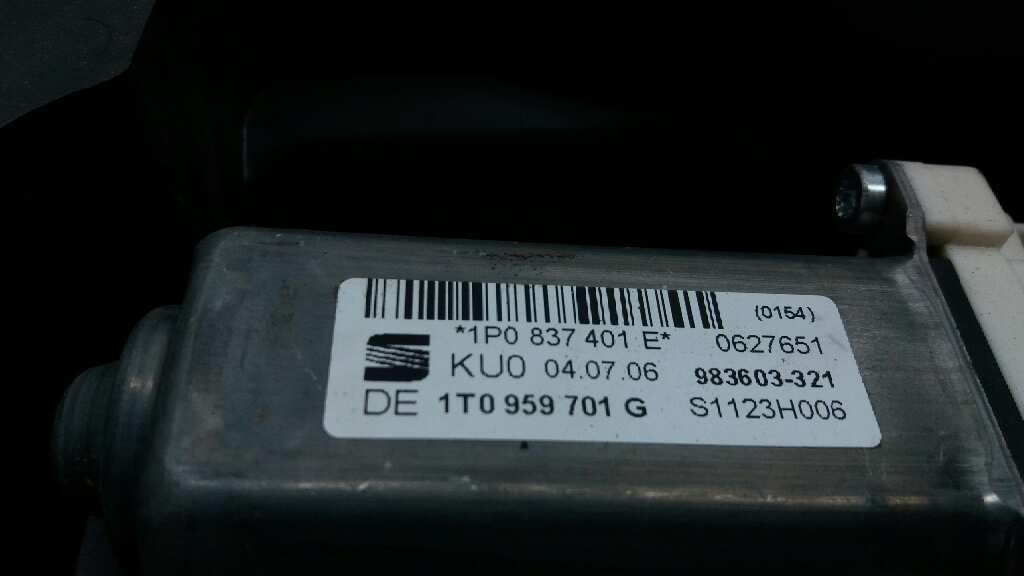 (0154)
*1P0 837 401 E* 0627651
KU0 04.07.06 983603-321
DE 1T0 959 701 G S1123H006